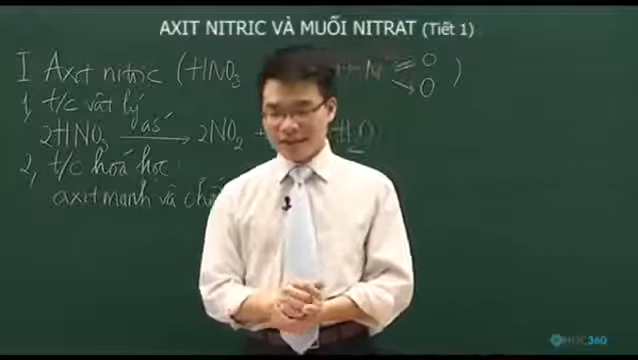 AXIT NITRIC VÀ MUỐI NITRAT (Tiết 1)
I Axit nitric (HNO3 O
O )
1, t/c vật lý
2HNO3 as 2NO2 +
2, t/c hoá học
axit mạnh và
HOC360